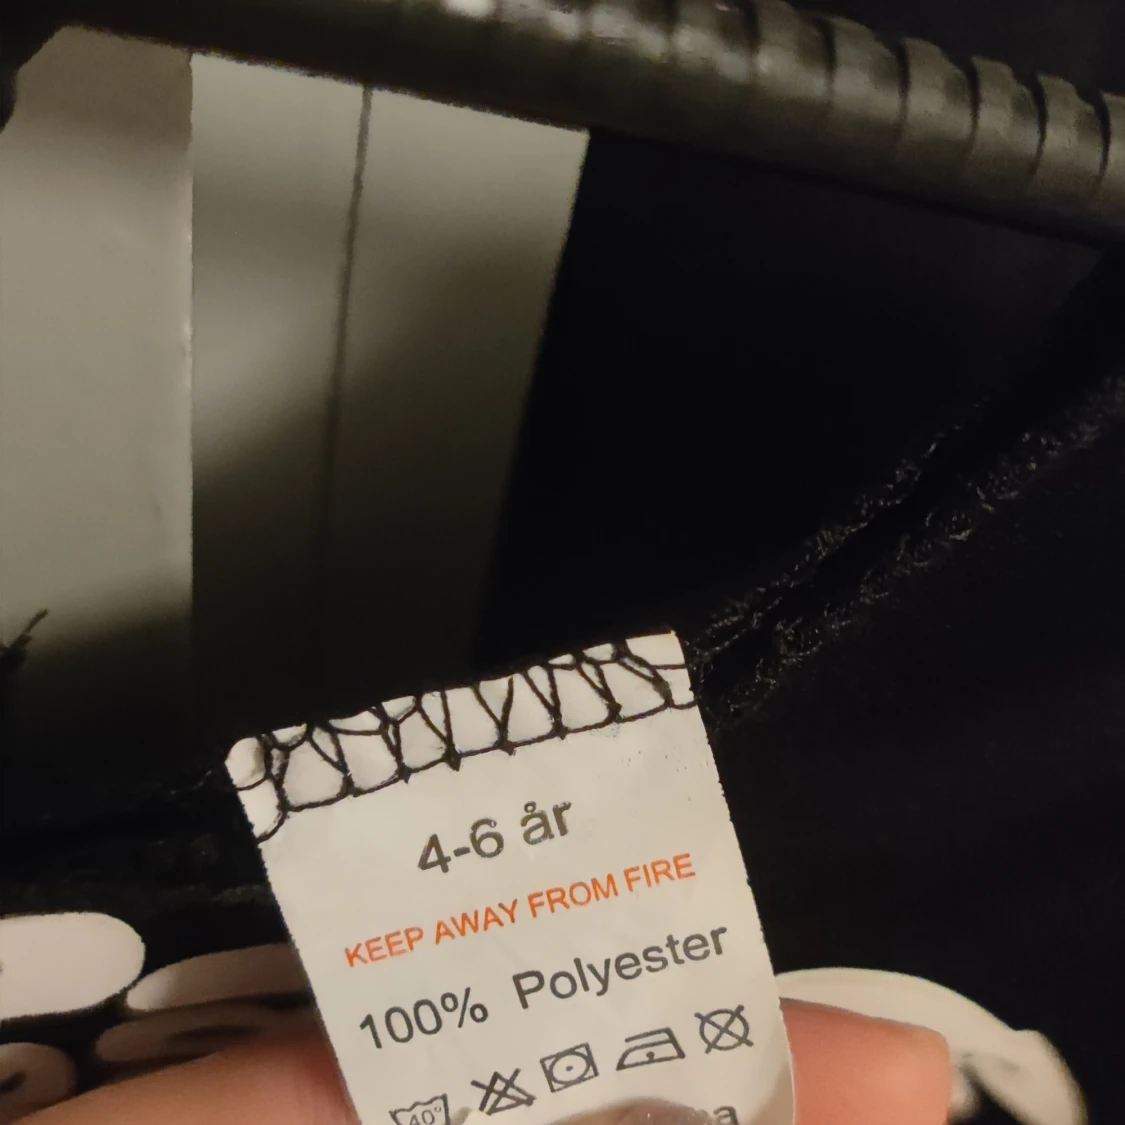 4-6 år
KEEP AWAY FROM FIRE
100% Polyester
40°